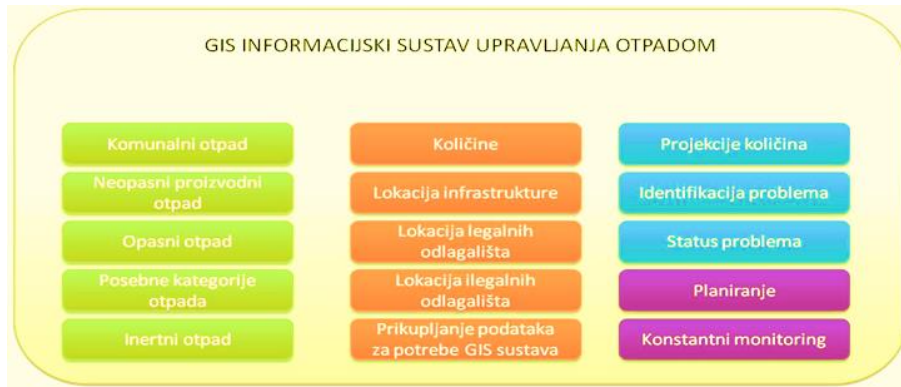 GIS INFORMACIJSKI SUSTAV UPRAVLJANJA OTPADOM
Komunalni otpad
Neopasni proizvodni
otpad
Opasni otpad
Posebne kategorije
otpada
Inertni otpad
Količine
Lokacija infrastrukture
Lokacija legalnih
odlagališta
Lokacija ilegalnih
odlagališta
Prikupljanje podataka
za potrebe GIS sustava
Projekcije količina
Identifikacija problema
Status problema
Planiranje
Konstantni monitoring